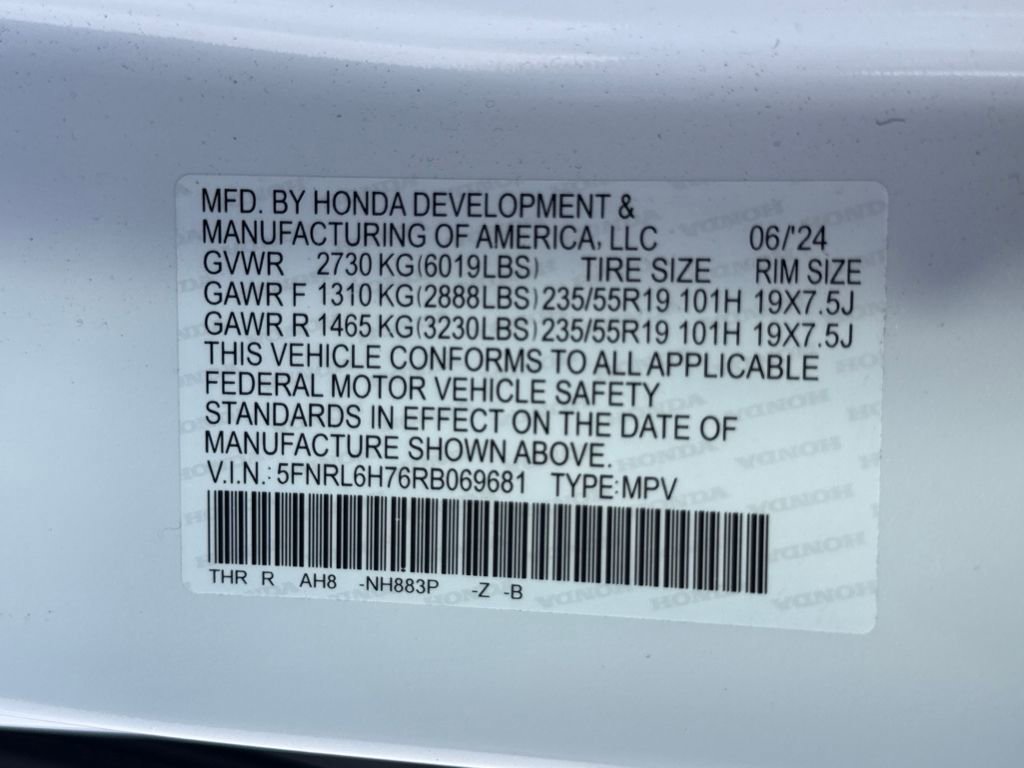 MFD. BY HONDA DEVELOPMENT &
MANUFACTURING OF AMERICA, LLC 06/'24
GVWR 2730 KG(6019LBS) TIRE SIZE RIM SIZE
GAWR F 1310 KG(2888LBS) 235/55R19 101H 19X7.5J
GAWR R 1465 KG(3230LBS) 235/55R19 101H 19X7.5J
THIS VEHICLE CONFORMS TO ALL APPLICABLE
FEDERAL MOTOR VEHICLE SAFETY
STANDARDS IN EFFECT ON THE DATE OF
MANUFACTURE SHOWN ABOVE.
V.I.N.: 5FNRL6H76RB069681 TYPE:MPV
THR R AH8 -NH883P -Z -B